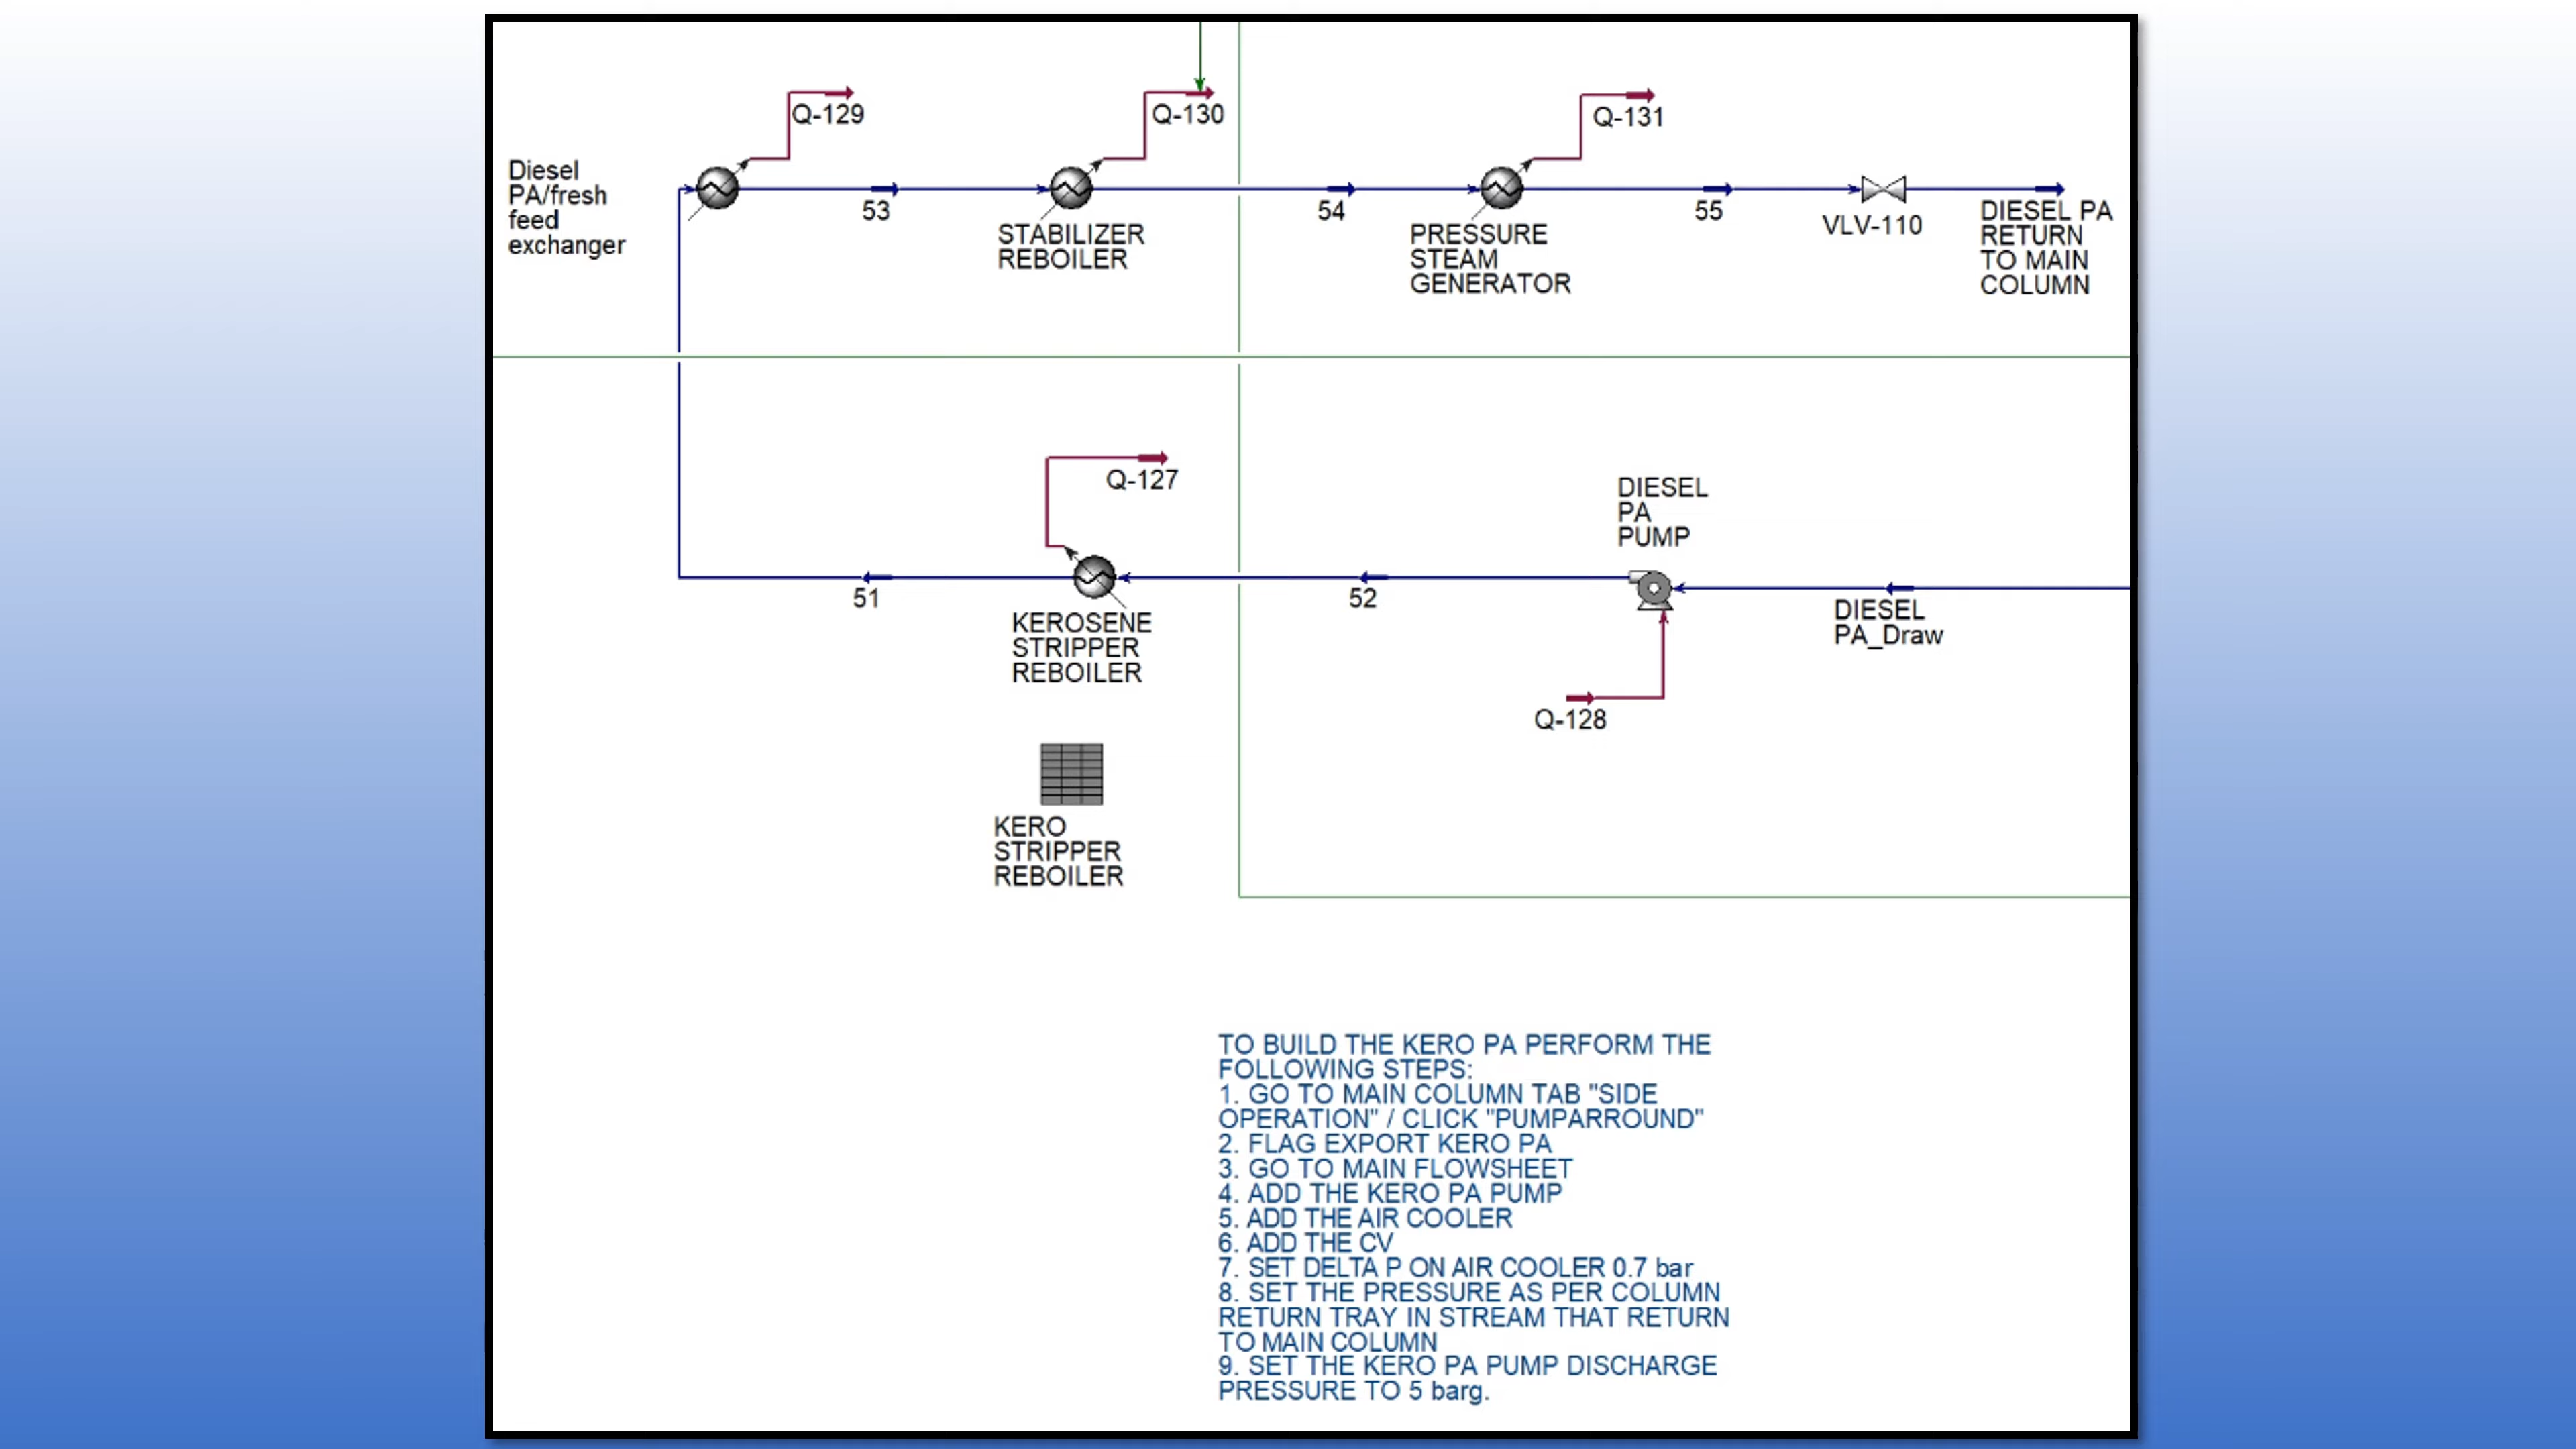 Q-129
Q-130
Q-131
Diesel
PA/fresh
feed
exchanger
53
STABILIZER
REBOILER
54
PRESSURE
STEAM
GENERATOR
55
VLV-110
DIESEL PA
RETURN
TO MAIN
COLUMN
Q-127
DIESEL
PA
PUMP
51
KEROSENE
STRIPPER
REBOILER
52
DIESEL
PA_Draw
Q-128
KERO
STRIPPER
REBOILER
TO BUILD THE KERO PA PERFORM THE
FOLLOWING STEPS:
1. GO TO MAIN COLUMN TAB "SIDE
OPERATION" / CLICK "PUMPARROUND"
2. FLAG EXPORT KERO PA
3. GO TO MAIN FLOWSHEET
4. ADD THE KERO PA PUMP
5. ADD THE AIR COOLER
6. ADD THE CV
7. SET DELTA P ON AIR COOLER 0.7 bar
8. SET THE PRESSURE AS PER COLUMN
RETURN TRAY IN STREAM THAT RETURN
TO MAIN COLUMN
9. SET THE KERO PA PUMP DISCHARGE
PRESSURE TO 5 barg.